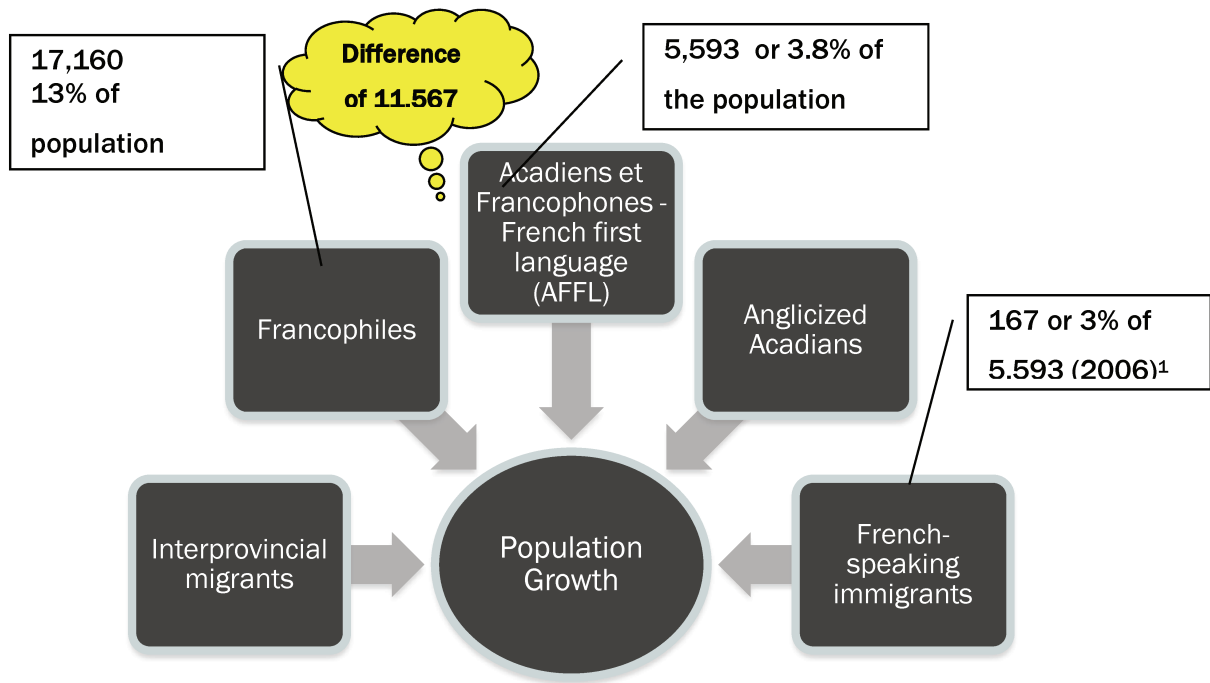 17,160
13% of
population
Difference
of 11.567
5,593 or 3.8% of
the population
Acadiens et
Francophones -
French first
language
(AFFL)
Francophiles
Anglicized
Acadians
167 or 3% of
5.593 (2006)¹
Interprovincial
migrants
Population
Growth
French-
speaking
immigrants